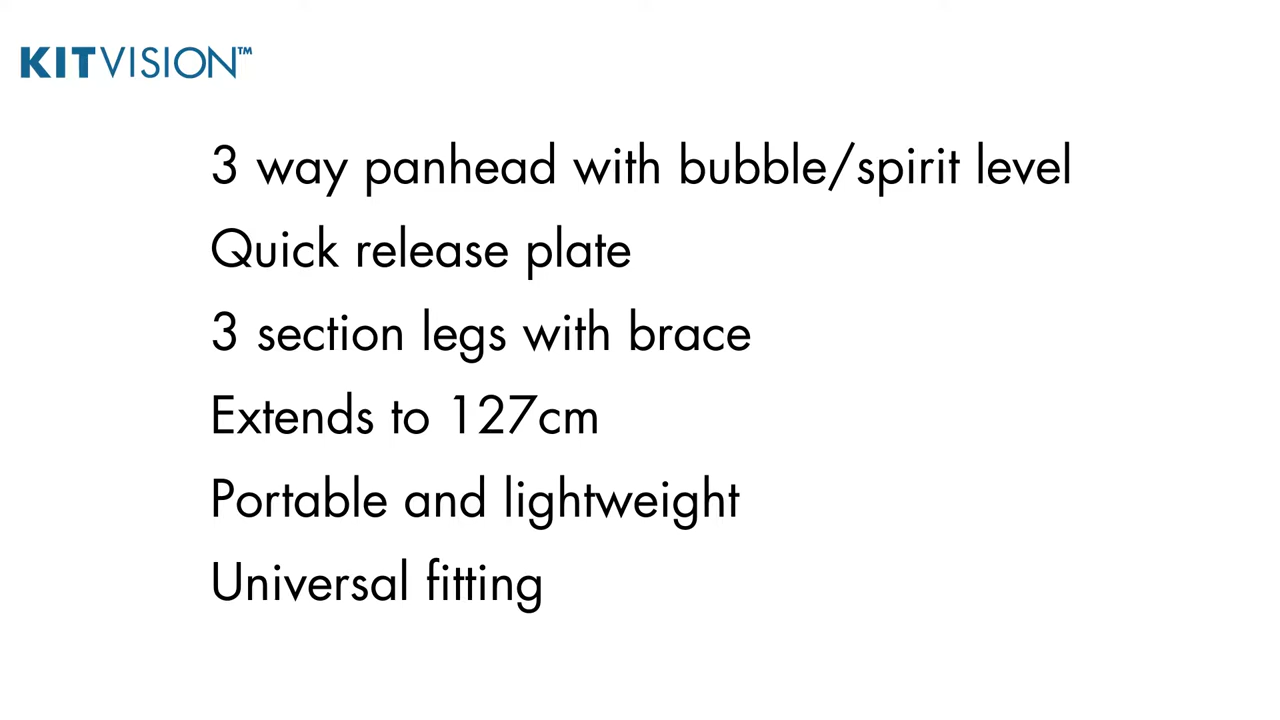 KITVISION™
3 way panhead with bubble/spirit level
Quick release plate
3 section legs with brace
Extends to 127cm
Portable and lightweight
Universal fitting